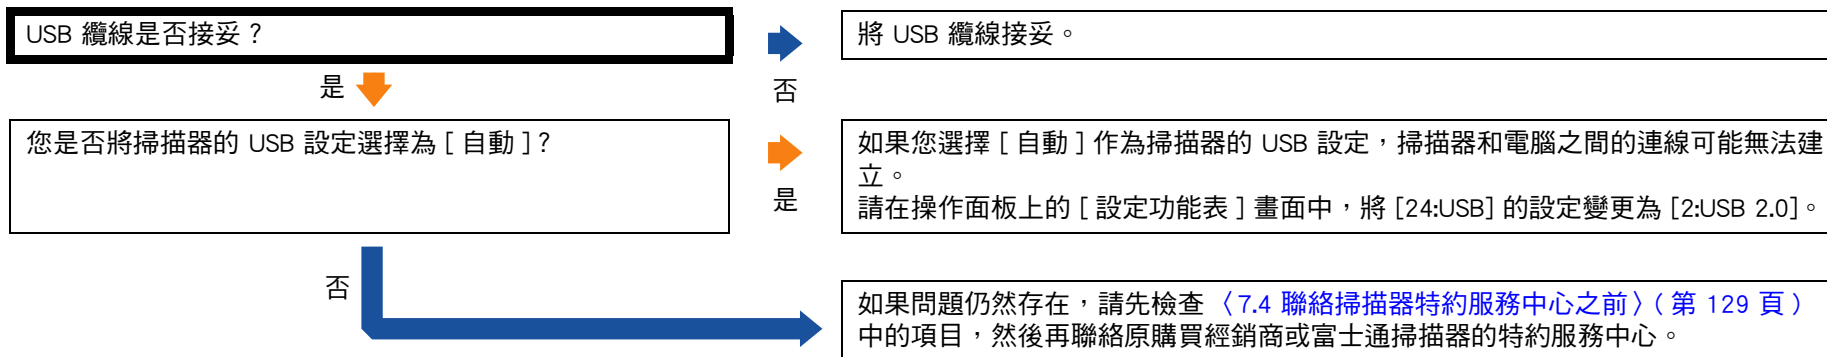 USB 纜線是否接妥？
將 USB 纜線接妥。
是
否
您是否將掃描器的 USB 設定選擇為 [ 自動 ]？
如果您選擇 [ 自動 ] 作為掃描器的 USB 設定，掃描器和電腦之間的連線可能無法建
立。
請在操作面板上的 [ 設定功能表 ] 畫面中，將 [24:USB] 的設定變更為 [2:USB 2.0]。
是
否
如果問題仍然存在，請先檢查〈7.4 聯絡掃描器特約服務中心之前〉( 第 129 頁 )
中的項目，然後再聯絡原購買經銷商或富士通掃描器的特約服務中心。